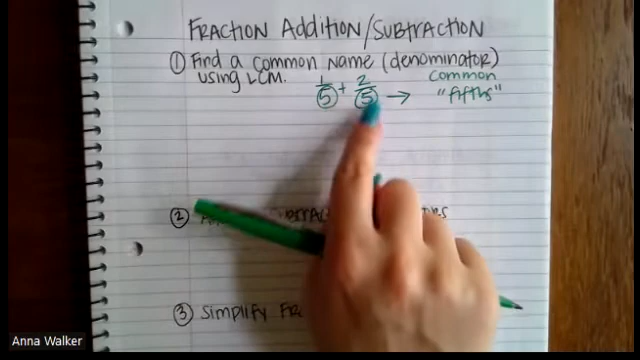 Fraction Addition/Subtraction
① Find a common name (denominator)
using LCM.
1/5 + 2/5 → common
"fifths"
②
③ Simplify Fr
Anna Walker